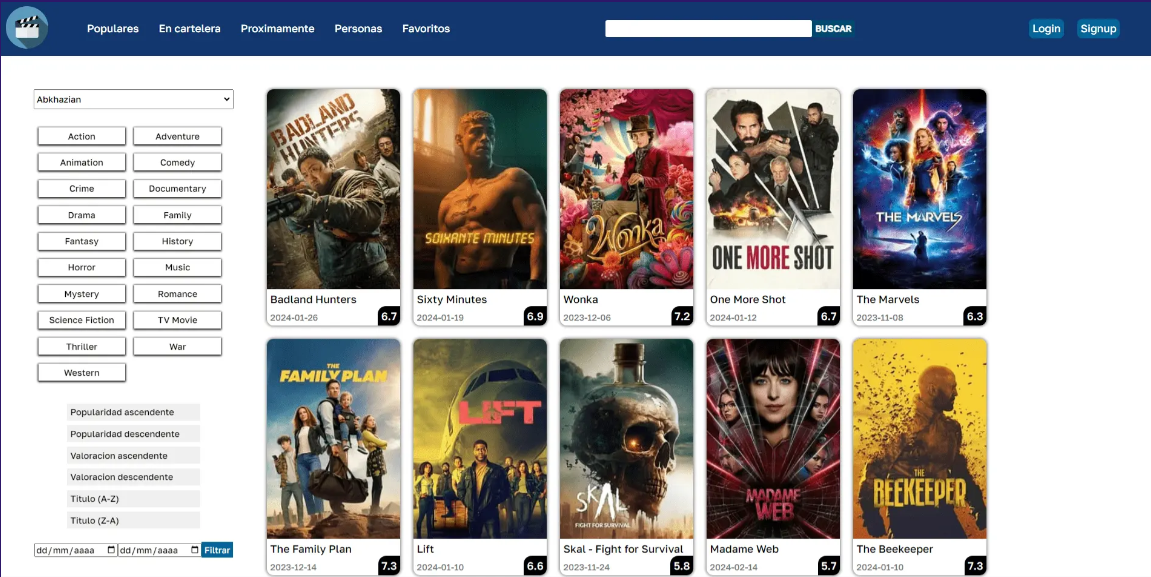 Populares En cartelera Proximamente Personas Favoritos BUSCAR Login Signup
Abkhazian
Action Adventure
Animation Comedy
Crime Documentary
Drama Family
Fantasy History
Horror Music
Mystery Romance
Science Fiction TV Movie
Thriller War
Western
Popularidad ascendente
Popularidad descendente
Valoracion ascendente
Valoracion descendente
Titulo (A-Z)
Titulo (Z-A)
dd/mm/aaaa dd/mm/aaaa Filtrar
BADLAND
HUNTERS
Badland Hunters
2024-01-26 6.7
SOIXANTE MINUTES
Sixty Minutes
2024-01-19 6.9
Wonka
Wonka
2023-12-06 7.2
ONE MORE SHOT
One More Shot
2024-01-12 6.7
THE MARVELS
The Marvels
2023-11-08 6.3
THE
FAMILY PLAN
The Family Plan
2023-12-14 7.3
LIFT
Lift
2024-01-10 6.6
SKAL
FIGHT FOR SURVIVAL
Skal - Fight for Survival
2023-11-24 5.8
MADAME
WEB
Madame Web
2024-02-14 5.7
THE
BEEKEEPER
The Beekeeper
2024-01-10 7.3